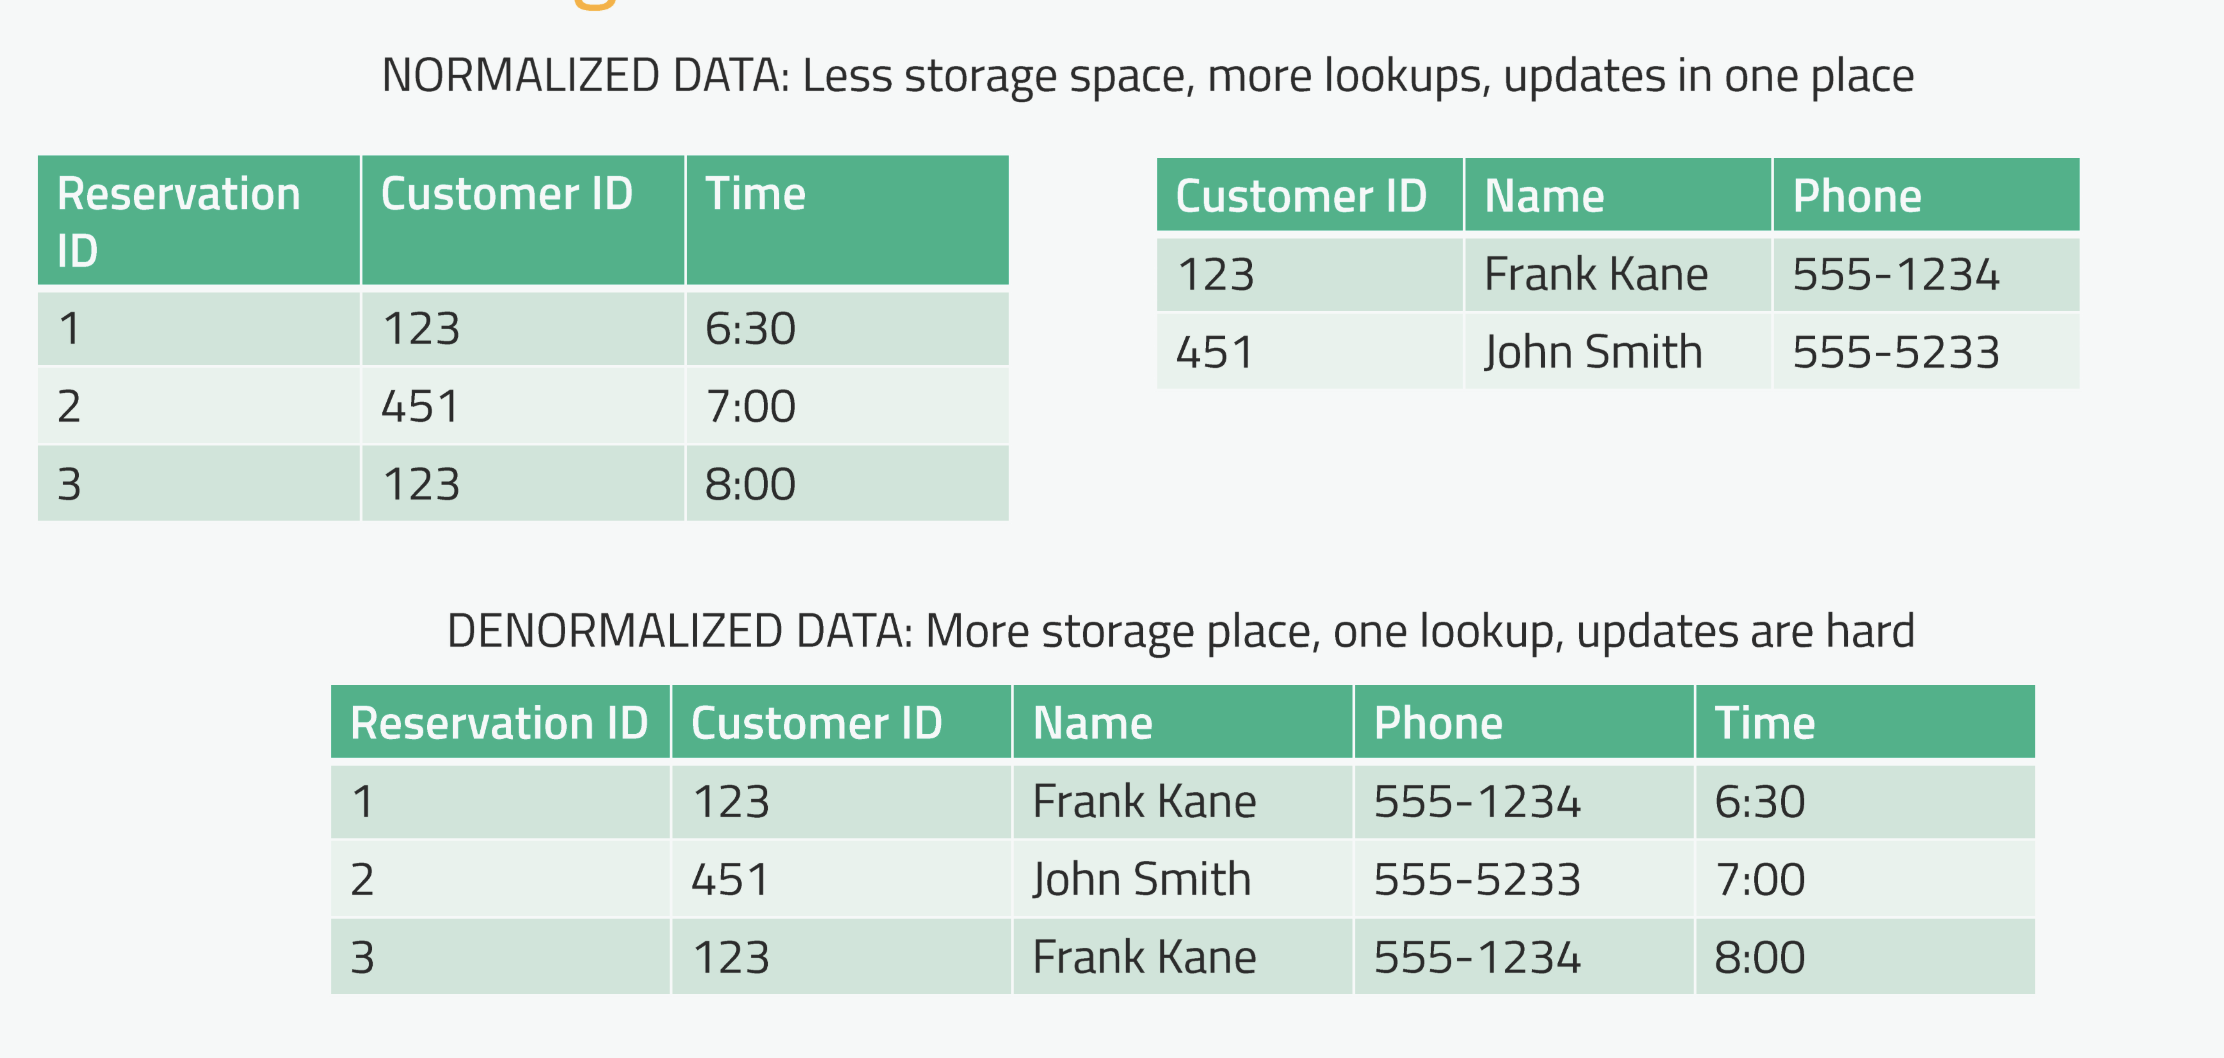 NORMALIZED DATA: Less storage space, more lookups, updates in one place
Reservation ID Customer ID Time
1 123 6:30
2 451 7:00
3 123 8:00
Customer ID Name Phone
123 Frank Kane 555-1234
451 John Smith 555-5233
DENORMALIZED DATA: More storage place, one lookup, updates are hard
Reservation ID Customer ID Name Phone Time
1 123 Frank Kane 555-1234 6:30
2 451 John Smith 555-5233 7:00
3 123 Frank Kane 555-1234 8:00